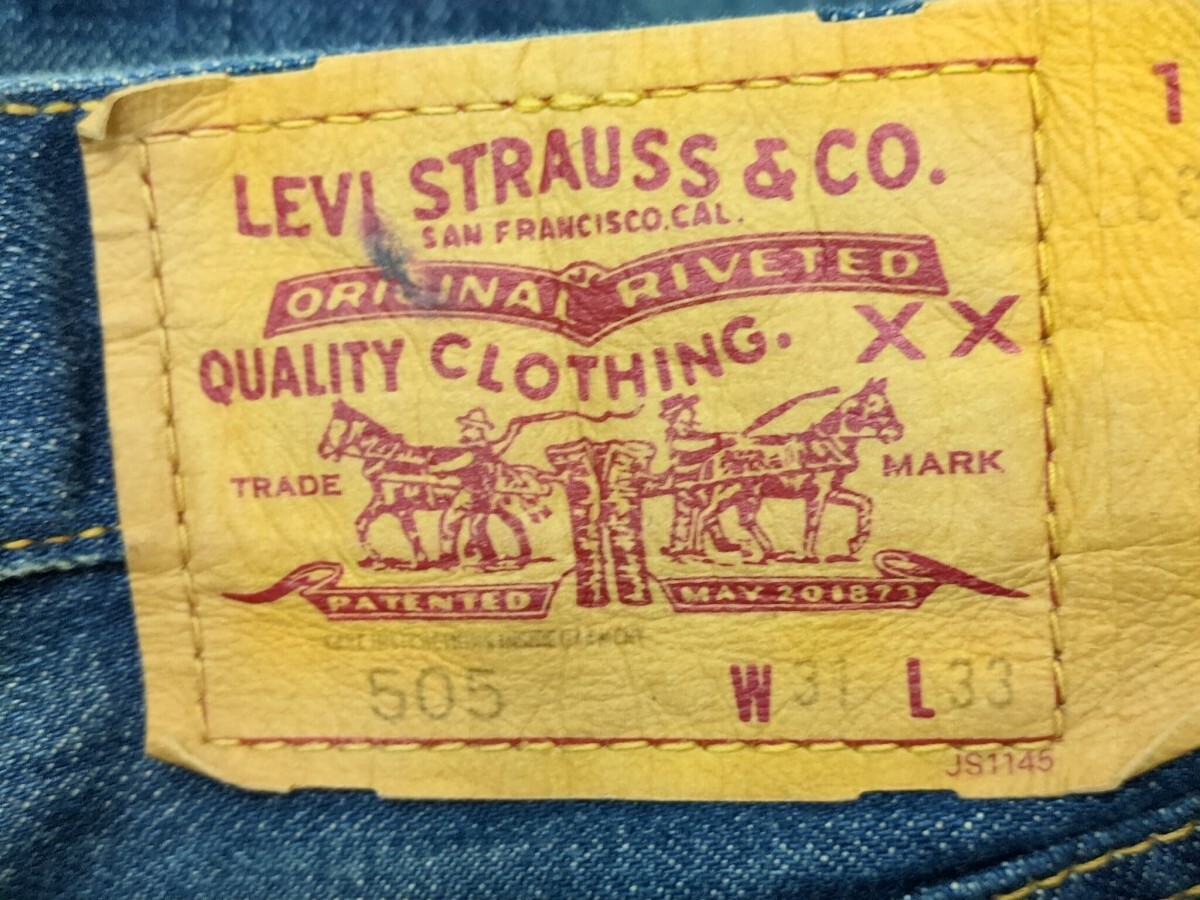 LEVI STRAUSS & CO.
SAN FRANCISCO, CAL.
ORIGINAL RIVETED
QUALITY CLOTHING. XX
TRADE MARK
PATENTED MAY 20 1873
505 W 31 L 33
JS1145
1